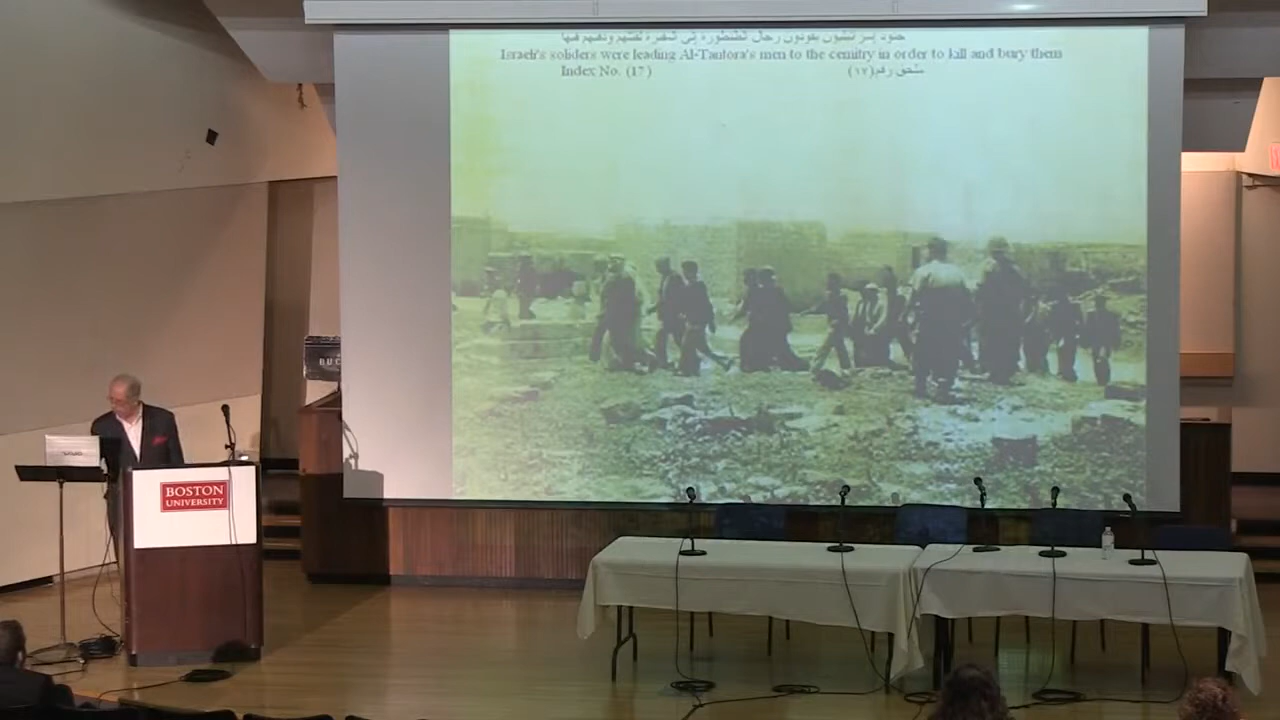 جنود إسرائيليون يقودون رجال الطنطورة إلى المقبرة لقتلهم ودفنهم فيها
Israeli's soliders were leading Al-Tantora's men to the cemitry in order to kill and bury them
Index No. (17) ملحق رقم(١٧)
BOSTON
UNIVERSITY